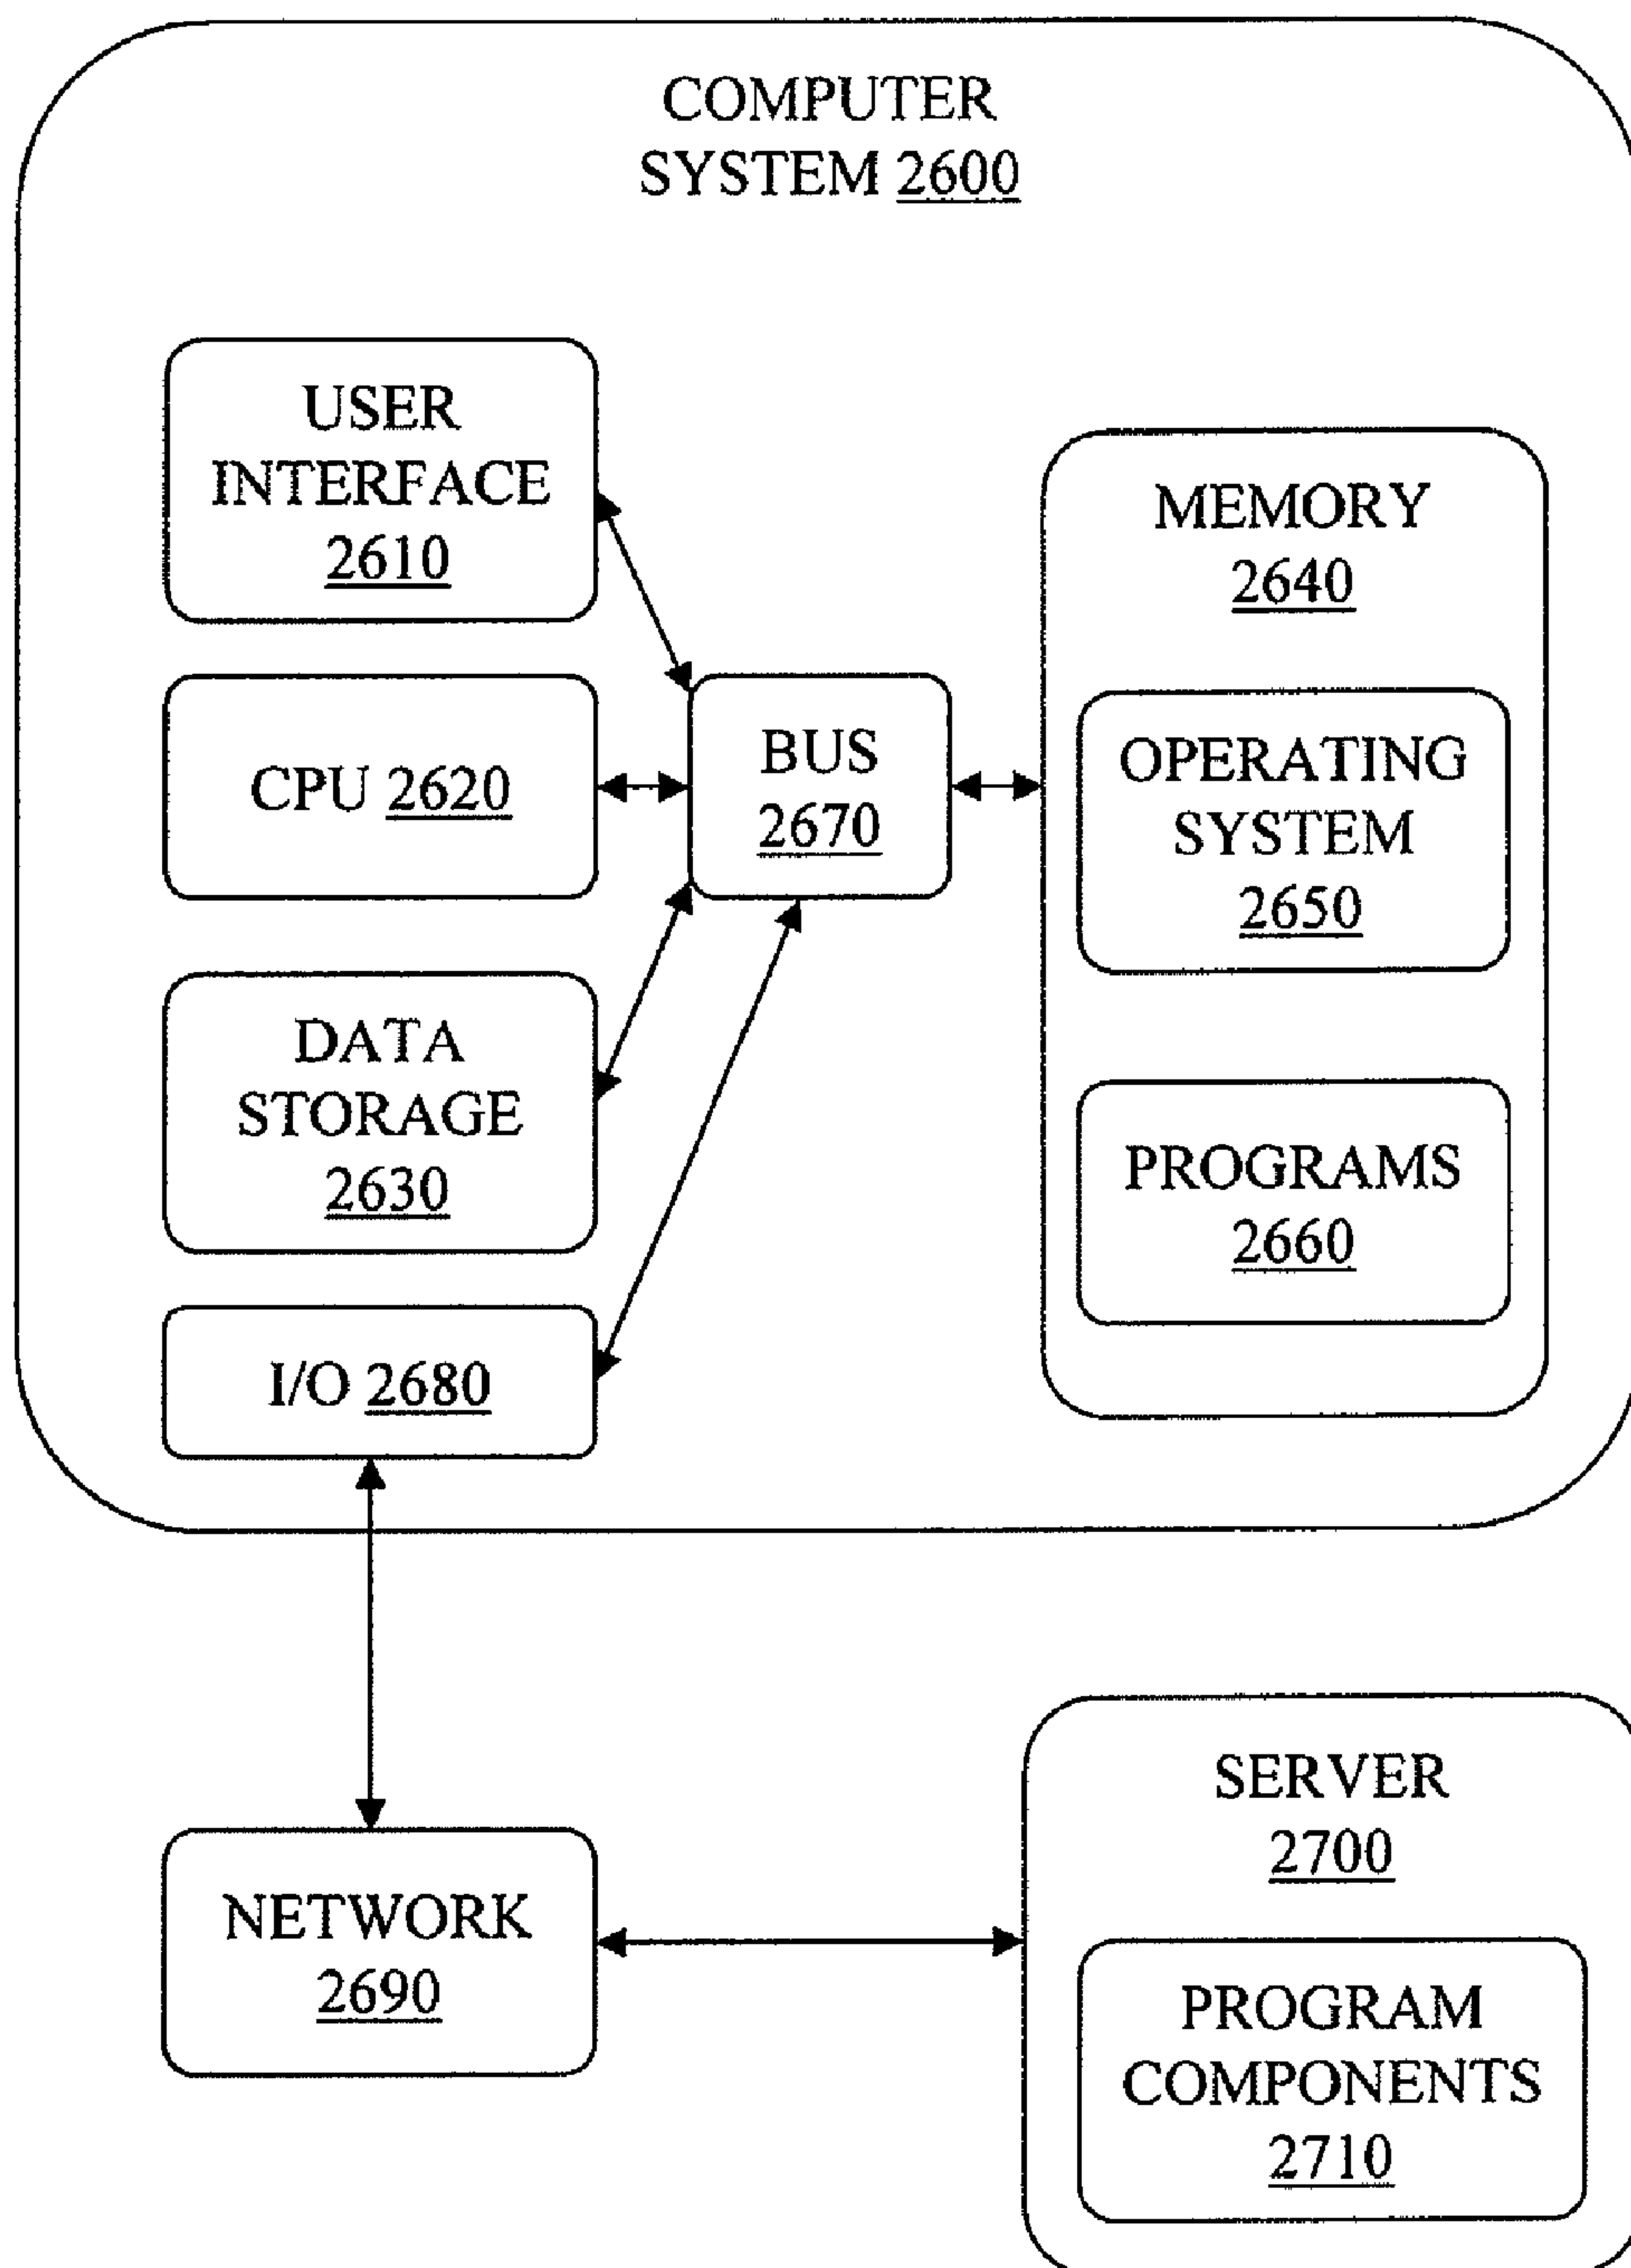 COMPUTER
SYSTEM 2600
USER
INTERFACE
2610
CPU 2620
DATA
STORAGE
2630
I/O 2680
BUS
2670
MEMORY
2640
OPERATING
SYSTEM
2650
PROGRAMS
2660
NETWORK
2690
SERVER
2700
PROGRAM
COMPONENTS
2710